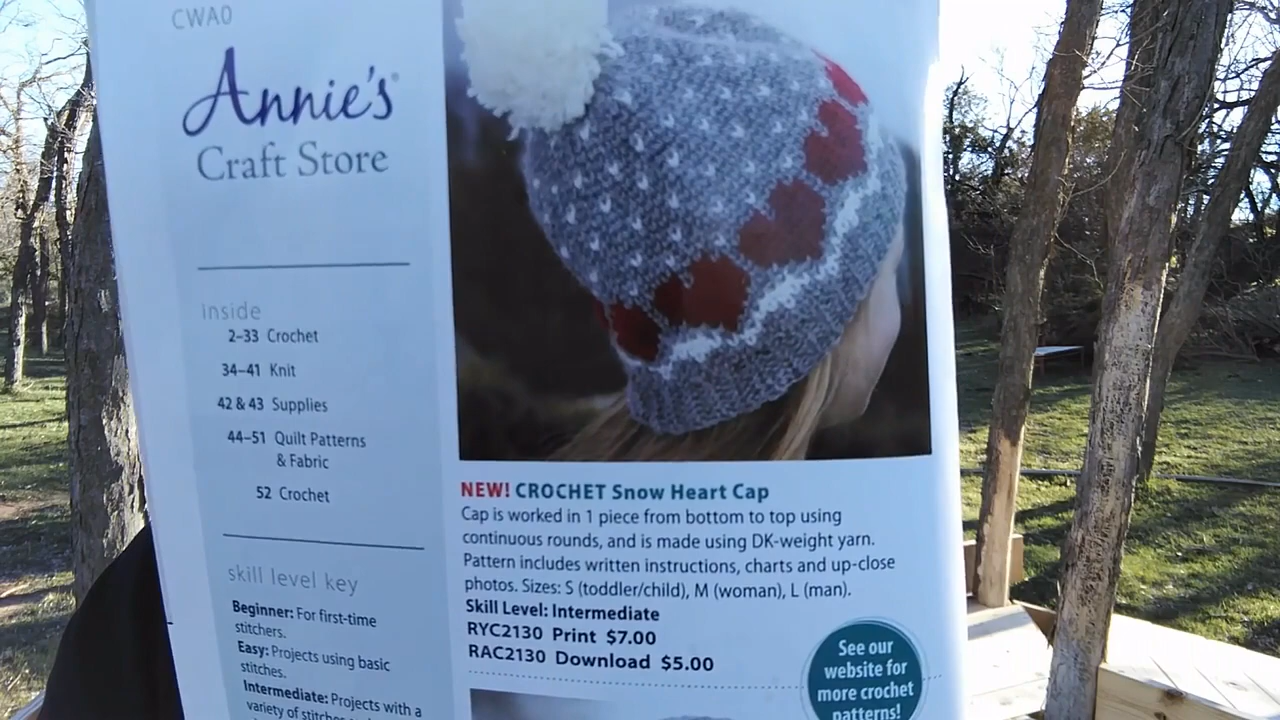 CWA0
Annie's®
Craft Store
Inside
2–33 Crochet
34–41 Knit
42 & 43 Supplies
44–51 Quilt Patterns
& Fabric
52 Crochet
skill level key
Beginner: For first-time
stitchers.
Easy: Projects using basic
stitches.
Intermediate: Projects with a
variety of stitches
NEW! CROCHET Snow Heart Cap
Cap is worked in 1 piece from bottom to top using
continuous rounds, and is made using DK-weight yarn.
Pattern includes written instructions, charts and up-close
photos. Sizes: S (toddler/child), M (woman), L (man).
Skill Level: Intermediate
RYC2130 Print $7.00
RAC2130 Download $5.00
See our
website for
more crochet
patterns!